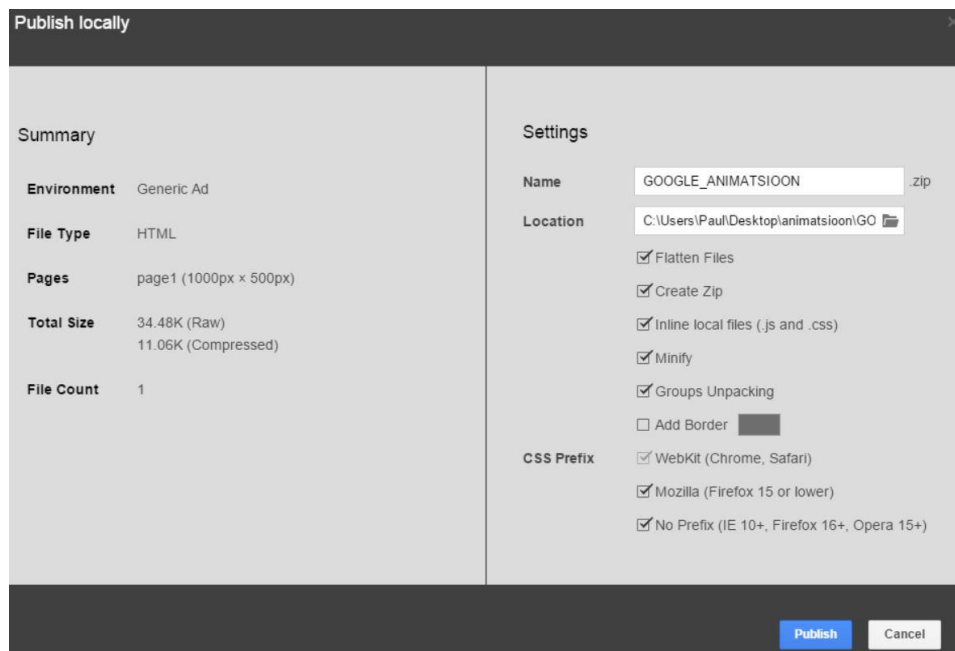 Publish locally
Summary
Environment Generic Ad
File Type HTML
Pages page1 (1000px × 500px)
Total Size 34.48K (Raw)
11.06K (Compressed)
File Count 1
Settings
Name GOOGLE_ANIMATSIOON .zip
Location C:\Users\Paul\Desktop\animatsioon\GO
Flatten Files
Create Zip
Inline local files (.js and .css)
Minify
Groups Unpacking
Add Border
CSS Prefix WebKit (Chrome, Safari)
Mozilla (Firefox 15 or lower)
No Prefix (IE 10+, Firefox 16+, Opera 15+)
Publish Cancel